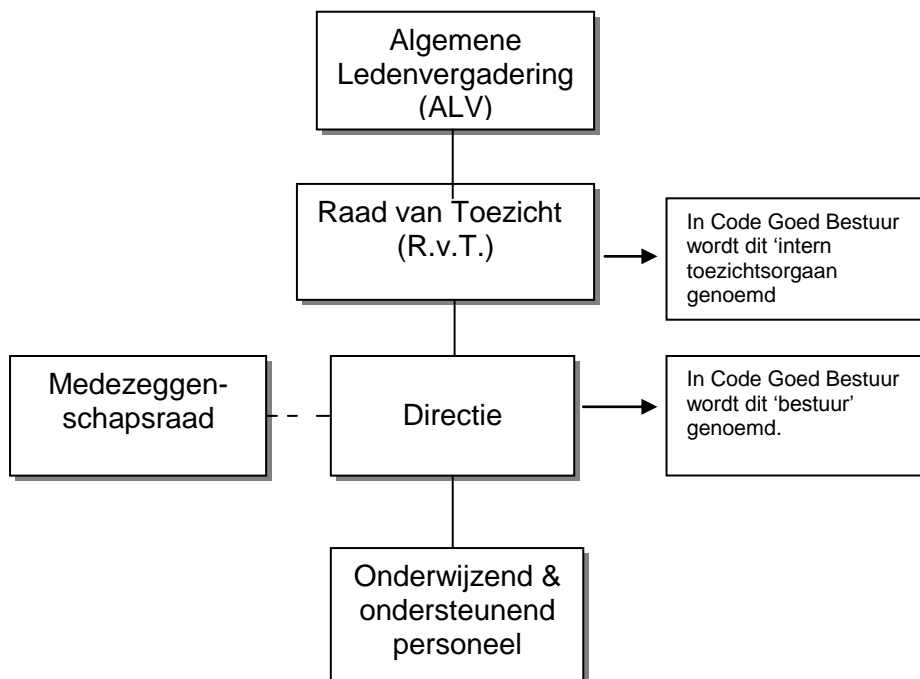 Algemene
Ledenvergadering
(ALV)
Raad van Toezicht
(R.v.T.)
In Code Goed Bestuur
wordt dit ‘intern
toezichtsorgaan
genoemd
Medezeggen-
schapsraad
Directie
In Code Goed Bestuur
wordt dit ‘bestuur’
genoemd.
Onderwijzend &
ondersteunend
personeel